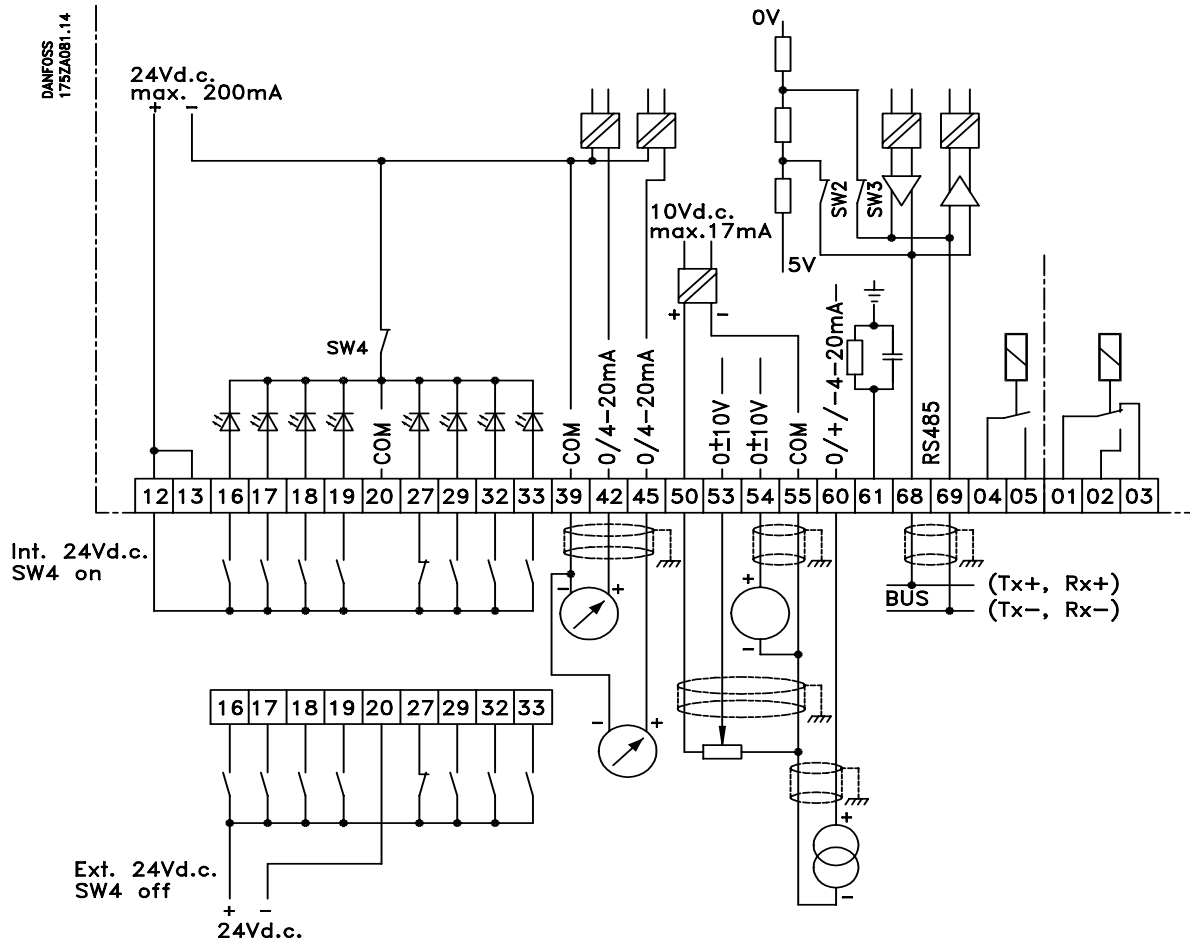 DANFOSS
175ZA081.14
24Vd.c.
max. 200mA
+ −
0V
SW2
SW3
10Vd.c.
max.17mA
5V
+ −
SW4
COM
COM
0/4−20mA
0/4−20mA
0±10V
0±10V
COM
0/+/−4−20mA
RS485
12 13 16 17 18 19 20 27 29 32 33 39 42 45 50 53 54 55 60 61 68 69 04 05 01 02 03
Int. 24Vd.c.
SW4 on
− +
+
−
BUS
(Tx+, Rx+)
(Tx−, Rx−)
16 17 18 19 20 27 29 32 33
− +
+
−
Ext. 24Vd.c.
SW4 off
+ −
24Vd.c.